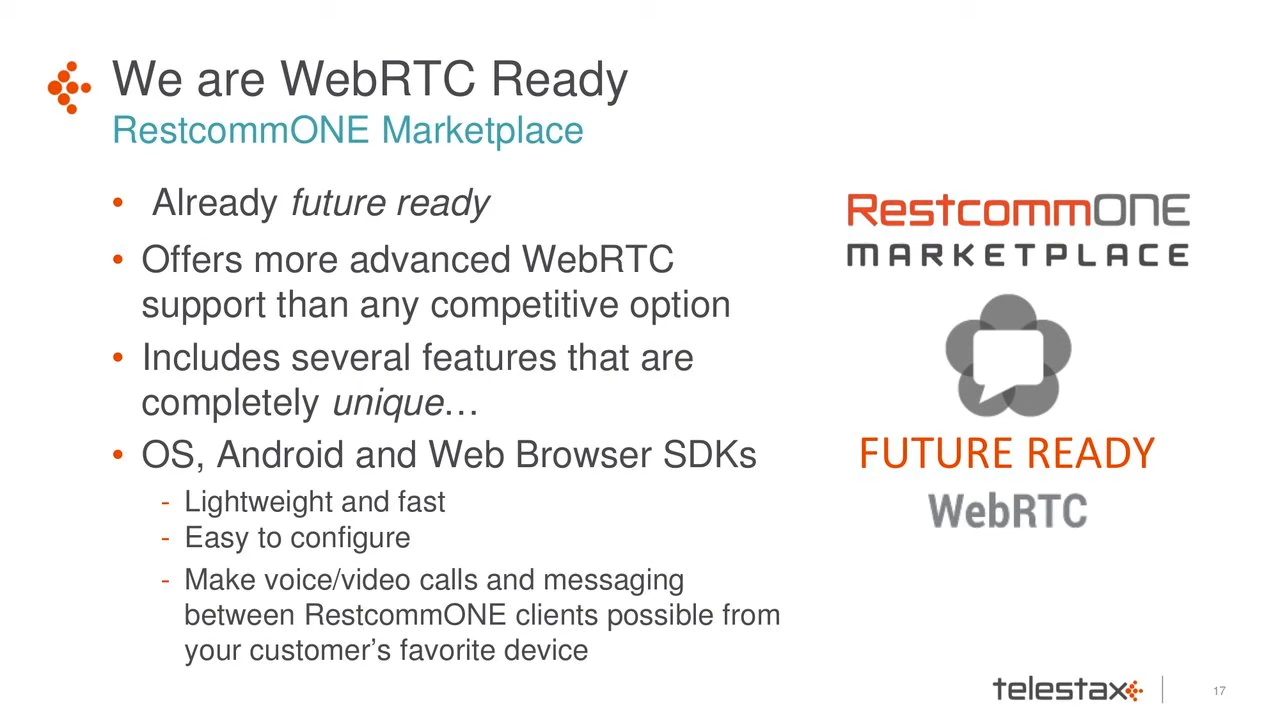 We are WebRTC Ready
RestcommONE Marketplace
• Already future ready
• Offers more advanced WebRTC
support than any competitive option
• Includes several features that are
completely unique…
• OS, Android and Web Browser SDKs
- Lightweight and fast
- Easy to configure
- Make voice/video calls and messaging
between RestcommONE clients possible from
your customer’s favorite device
RestcommONE
MARKETPLACE
FUTURE READY
WebRTC
telestax
17